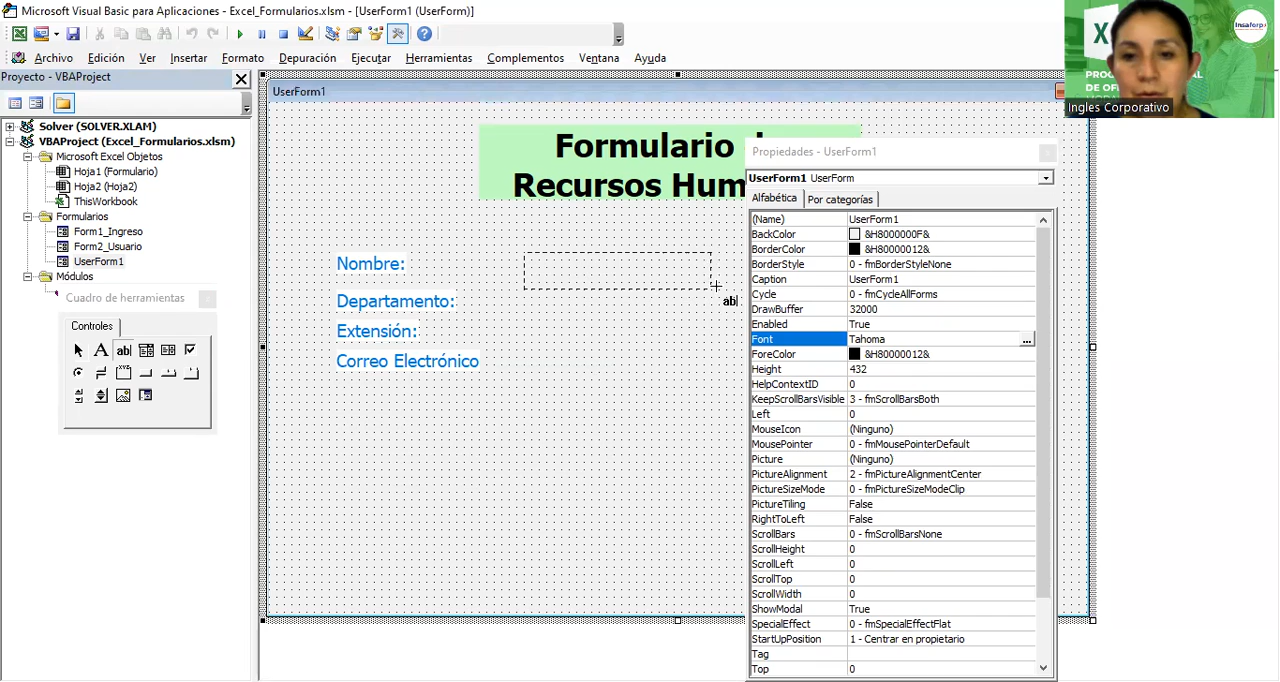 Microsoft Visual Basic para Aplicaciones - Excel_Formularios.xlsm - [UserForm1 (UserForm)]
Archivo Edición Ver Insertar Formato Depuración Ejecutar Herramientas Complementos Ventana Ayuda
Proyecto - VBAProject
Solver (SOLVER.XLAM)
VBAProject (Excel_Formularios.xlsm)
Microsoft Excel Objetos
Hoja1 (Formulario)
Hoja2 (Hoja2)
ThisWorkbook
Formularios
Form1_Ingreso
Form2_Usuario
UserForm1
Módulos
Cuadro de herramientas
Controles
A ab|
UserForm1
Formulario
Recursos Hum
Nombre:
Departamento:
Extensión:
Correo Electrónico
ab|
Propiedades - UserForm1
UserForm1 UserForm
Alfabética Por categorías
(Name) UserForm1
BackColor &H8000000F&
BorderColor &H80000012&
BorderStyle 0 - fmBorderStyleNone
Caption UserForm1
Cycle 0 - fmCycleAllForms
DrawBuffer 32000
Enabled True
Font Tahoma ...
ForeColor &H80000012&
Height 432
HelpContextID 0
KeepScrollBarsVisible 3 - fmScrollBarsBoth
Left 0
MouseIcon (Ninguno)
MousePointer 0 - fmMousePointerDefault
Picture (Ninguno)
PictureAlignment 2 - fmPictureAlignmentCenter
PictureSizeMode 0 - fmPictureSizeModeClip
PictureTiling False
RightToLeft False
ScrollBars 0 - fmScrollBarsNone
ScrollHeight 0
ScrollLeft 0
ScrollTop 0
ScrollWidth 0
ShowModal True
SpecialEffect 0 - fmSpecialEffectFlat
StartUpPosition 1 - Centrar en propietario
Tag
Top 0
X
Insaforp
DE OF
Ingles Corporativo